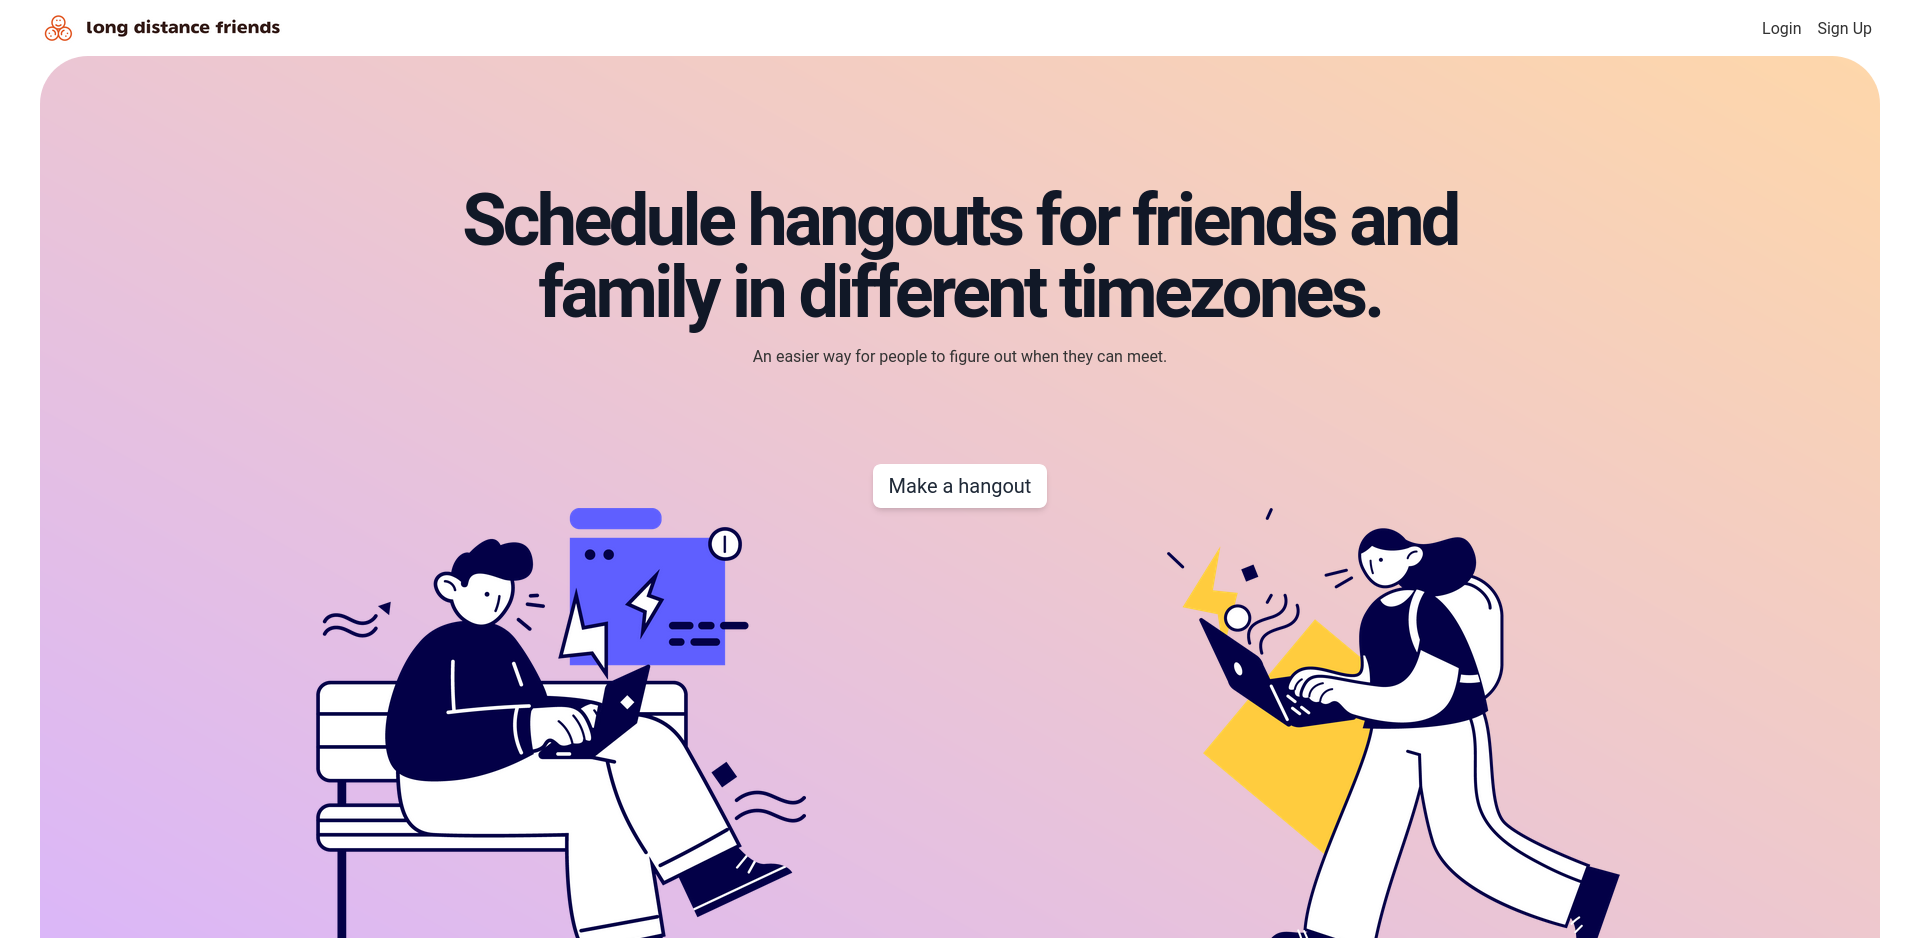 long distance friends
Login
Sign Up
Schedule hangouts for friends and
family in different timezones.
An easier way for people to figure out when they can meet.
Make a hangout